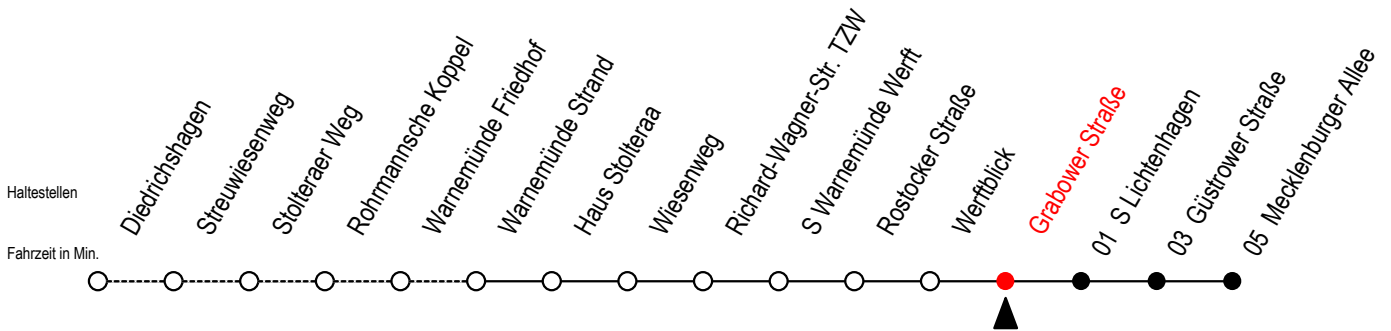 Haltestellen
Fahrzeit in Min.
Diedrichshagen
Streuwiesenweg
Stolteraer Weg
Rohrmannsche Koppel
Warnemünde Friedhof
Warnemünde Strand
Haus Stolteraa
Wiesenweg
Richard-Wagner-Str. TZW
S Warnemünde Werft
Rostocker Straße
Werftblick
Grabower Straße
01 S Lichtenhagen
03 Güstrower Straße
05 Mecklenburger Allee